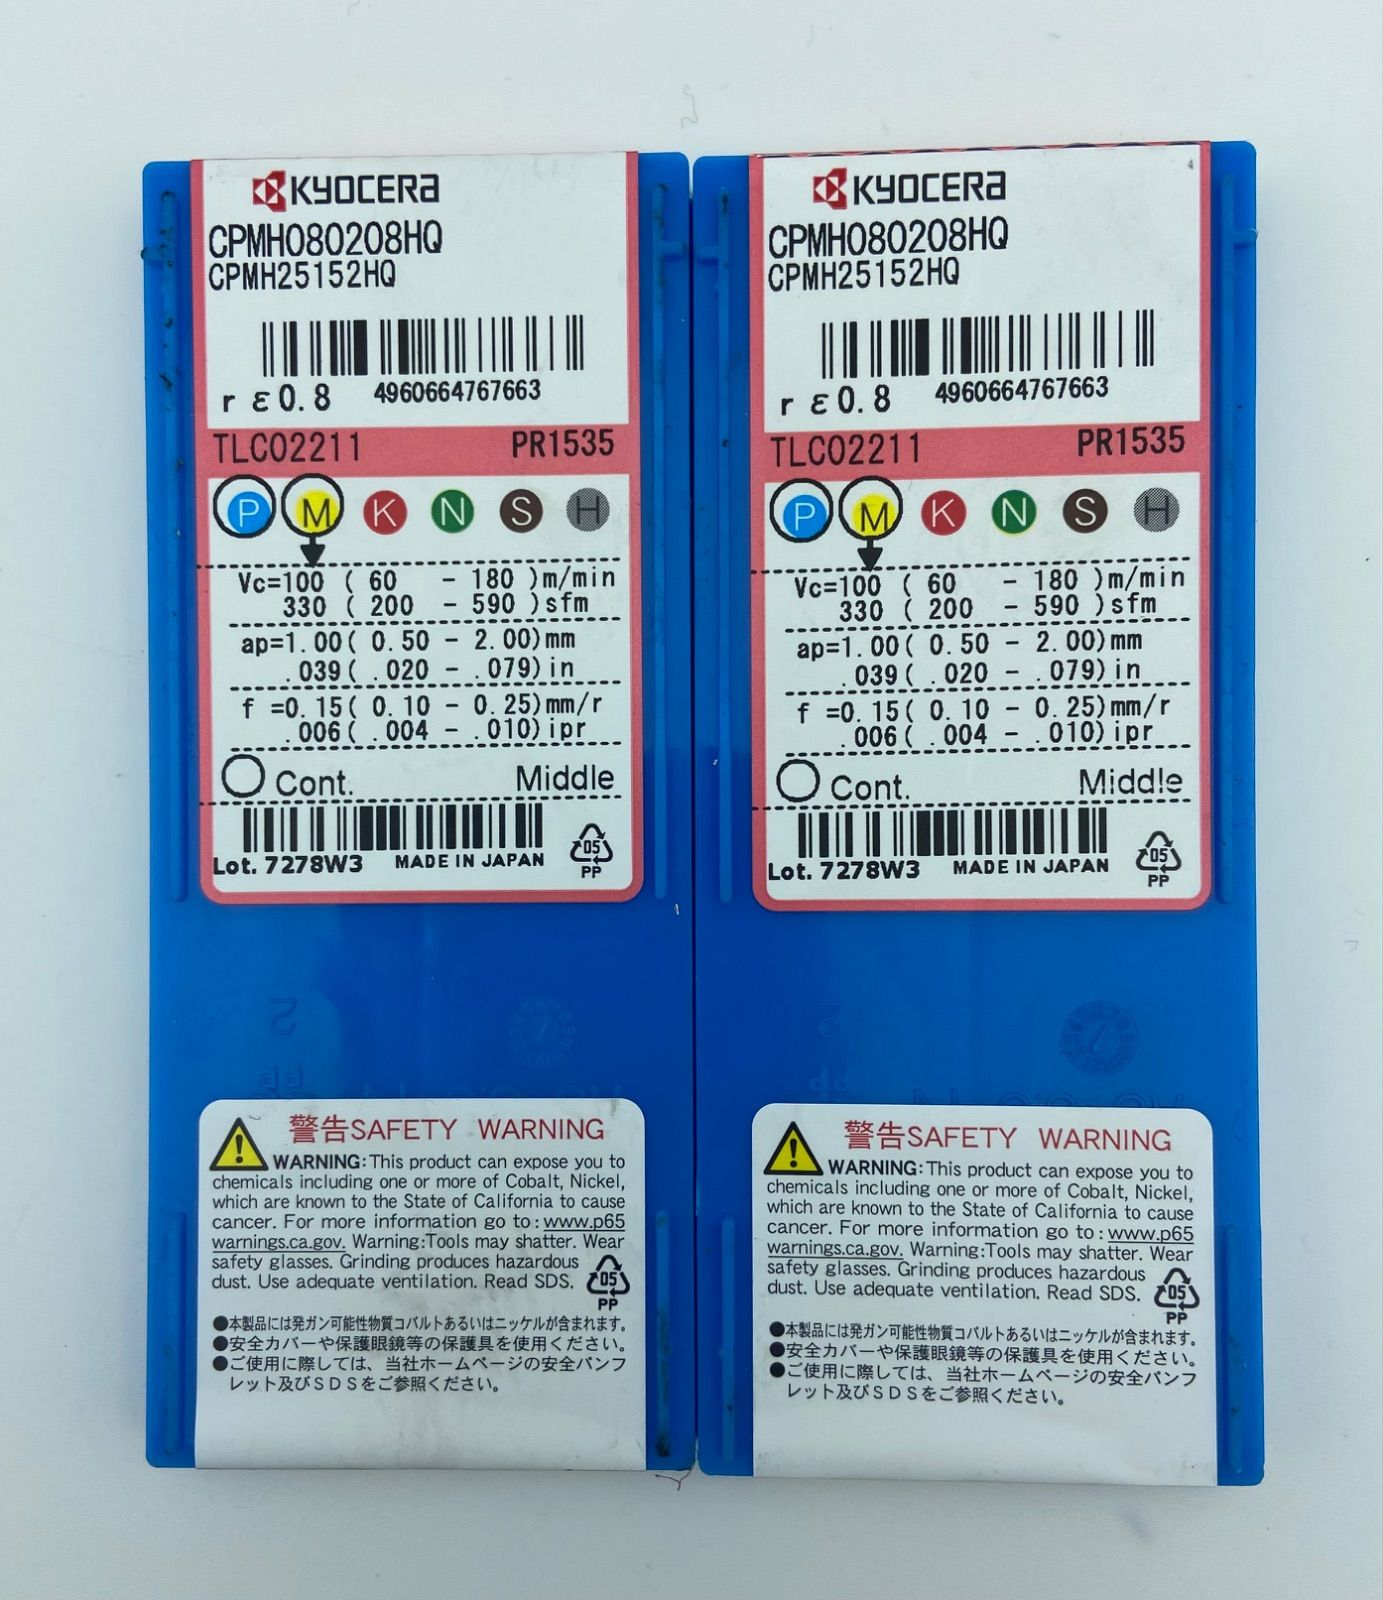 KYOCERA
CPMH080208HQ
CPMH25152HQ
rε0.8 4960664767663
TLC02211 PR1535
P M K N S H
Vc=100 ( 60 - 180 )m/min
330 ( 200 - 590 )sfm
ap=1.00( 0.50 - 2.00)mm
.039( .020 - .079)in
f =0.15( 0.10 - 0.25)mm/r
.006( .004 - .010)ipr
Cont. Middle
Lot. 7278W3 MADE IN JAPAN
05
PP
警告SAFETY WARNING
WARNING:This product can expose you to
chemicals including one or more of Cobalt, Nickel,
which are known to the State of California to cause
cancer. For more information go to:www.p65
warnings.ca.gov. Warning:Tools may shatter. Wear
safety glasses. Grinding produces hazardous
dust. Use adequate ventilation. Read SDS.
05
PP
●本製品には発ガン可能性物質コバルトあるいはニッケルが含まれます。
●安全カバーや保護眼鏡等の保護具を使用ください。
●ご使用に際しては、当社ホームページの安全パンフ
レット及びSDSをご参照ください。
4
KYOCERA
CPMH080208HQ
CPMH25152HQ
rε0.8 4960664767663
TLC02211 PR1535
P M K N S H
Vc=100 ( 60 - 180 )m/min
330 ( 200 - 590 )sfm
ap=1.00( 0.50 - 2.00)mm
.039( .020 - .079)in
f =0.15( 0.10 - 0.25)mm/r
.006( .004 - .010)ipr
Cont. Middle
Lot. 7278W3 MADE IN JAPAN
05
PP
警告SAFETY WARNING
WARNING:This product can expose you to
chemicals including one or more of Cobalt, Nickel,
which are known to the State of California to cause
cancer. For more information go to:www.p65
warnings.ca.gov. Warning:Tools may shatter. Wear
safety glasses. Grinding produces hazardous
dust. Use adequate ventilation. Read SDS.
05
PP
●本製品には発ガン可能性物質コバルトあるいはニッケルが含まれます。
●安全カバーや保護眼鏡等の保護具を使用ください。
●ご使用に際しては、当社ホームページの安全パンフ
レット及びSDSをご参照ください。